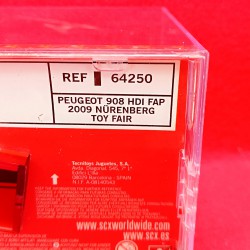 REF 64250
PEUGEOT 908 HDI FAP
2009 NÜRENBERG
TOY FAIR
Tecnitoys Juguetes, S.A.
www.scxworldwide.com
www.scx.es